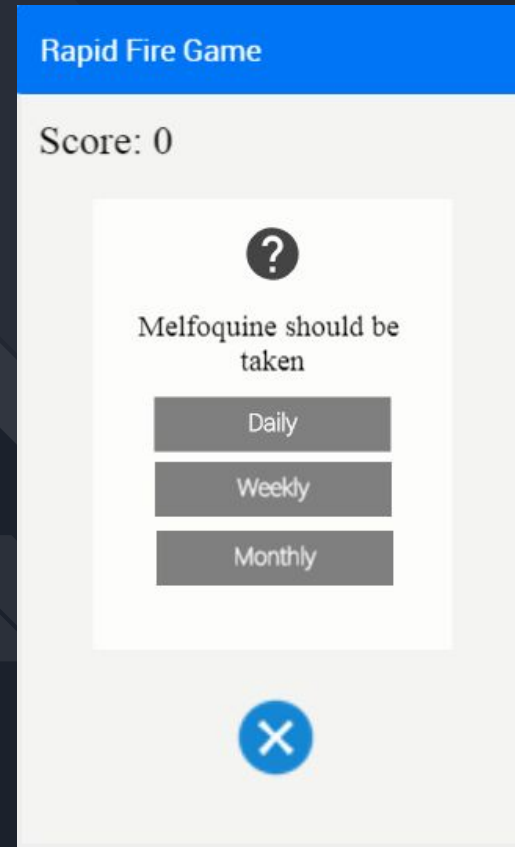 Rapid Fire Game
Score: 0
?
Melfoquine should be
taken
Daily
Weekly
Monthly